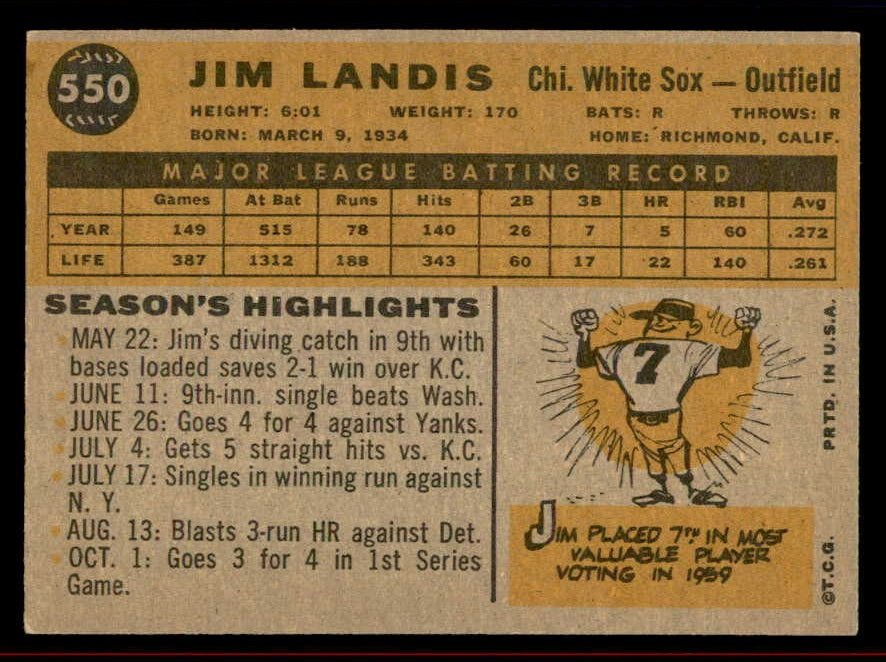 550
JIM LANDIS Chi. White Sox — Outfield
HEIGHT: 6:01 WEIGHT: 170 BATS: R THROWS: R
BORN: MARCH 9, 1934 HOME: RICHMOND, CALIF.
MAJOR LEAGUE BATTING RECORD
Games At Bat Runs Hits 2B 3B HR RBI Avg
YEAR 149 515 78 140 26 7 5 60 .272
LIFE 387 1312 188 343 60 17 22 140 .261
SEASON'S HIGHLIGHTS
MAY 22: Jim's diving catch in 9th with
bases loaded saves 2-1 win over K.C.
JUNE 11: 9th-inn. single beats Wash.
JUNE 26: Goes 4 for 4 against Yanks.
JULY 4: Gets 5 straight hits vs. K.C.
JULY 17: Singles in winning run against
N. Y.
AUG. 13: Blasts 3-run HR against Det.
OCT. 1: Goes 3 for 4 in 1st Series
Game.
7
JIM PLACED 7TH IN MOST
VALUABLE PLAYER
VOTING IN 1959
©T.C.G. PRTD. IN U.S.A.